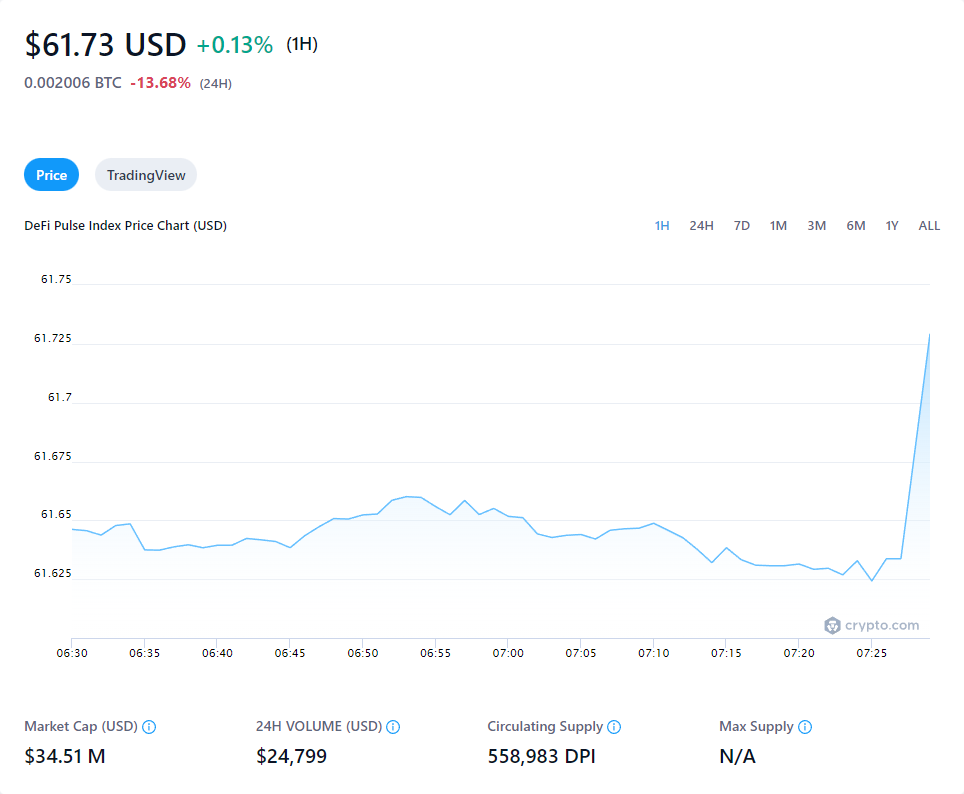 $61.73 USD +0.13% (1H)
0.002006 BTC -13.68% (24H)
Price TradingView
DeFi Pulse Index Price Chart (USD) 1H 24H 7D 1M 3M 6M 1Y ALL
61.75
61.725
61.7
61.675
61.65
61.625
crypto.com
06:30 06:35 06:40 06:45 06:50 06:55 07:00 07:05 07:10 07:15 07:20 07:25
Market Cap (USD) 24H VOLUME (USD) Circulating Supply Max Supply
$34.51 M $24,799 558,983 DPI N/A